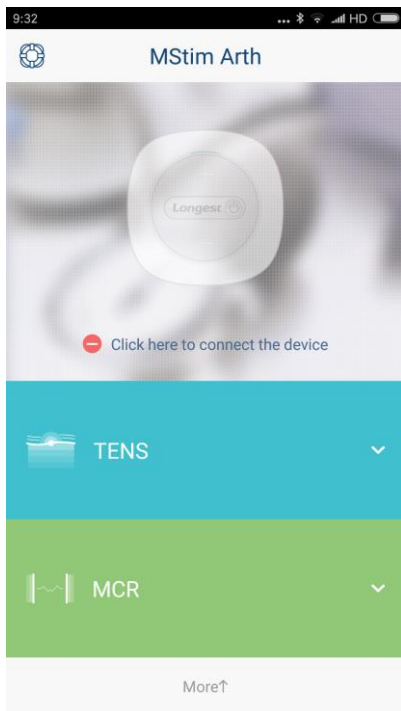 9:32
... HD
MStim Arth
Longest
Click here to connect the device
TENS
MCR
More↑